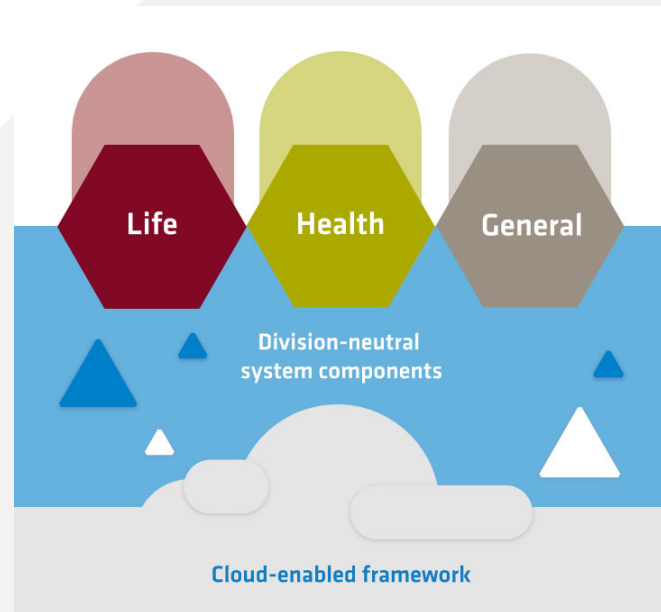 Life
Health
General
Division-neutral
system components
Cloud-enabled framework